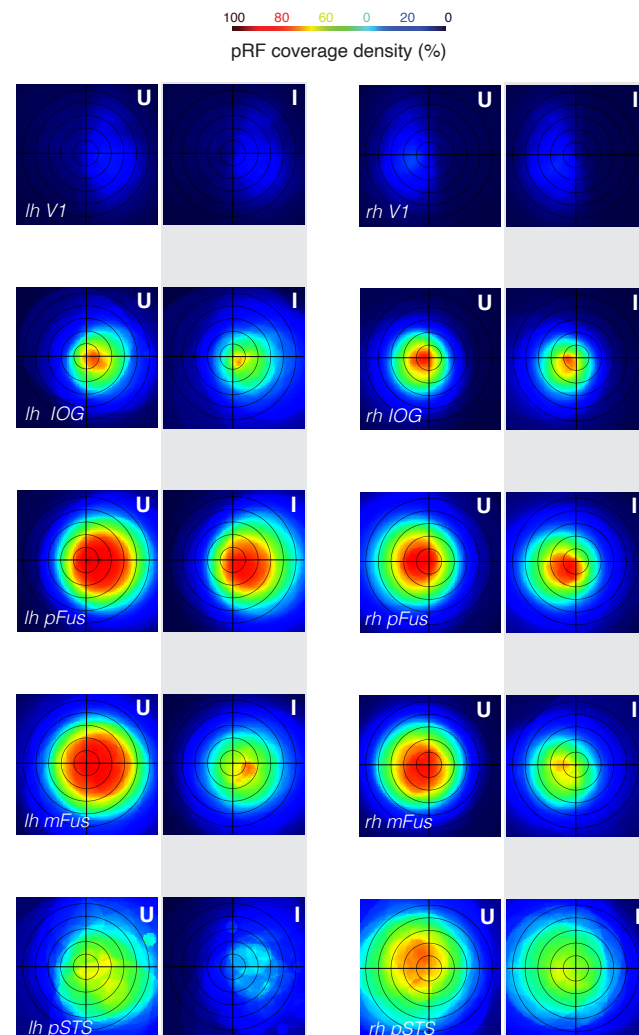 100 80 60 0 20 0
pRF coverage density (%)
U I U I
lh V1 rh V1
U I U I
lh IOG rh IOG
U I U I
lh pFus rh pFus
U I U I
lh mFus rh mFus
U I U I
lh pSTS rh pSTS